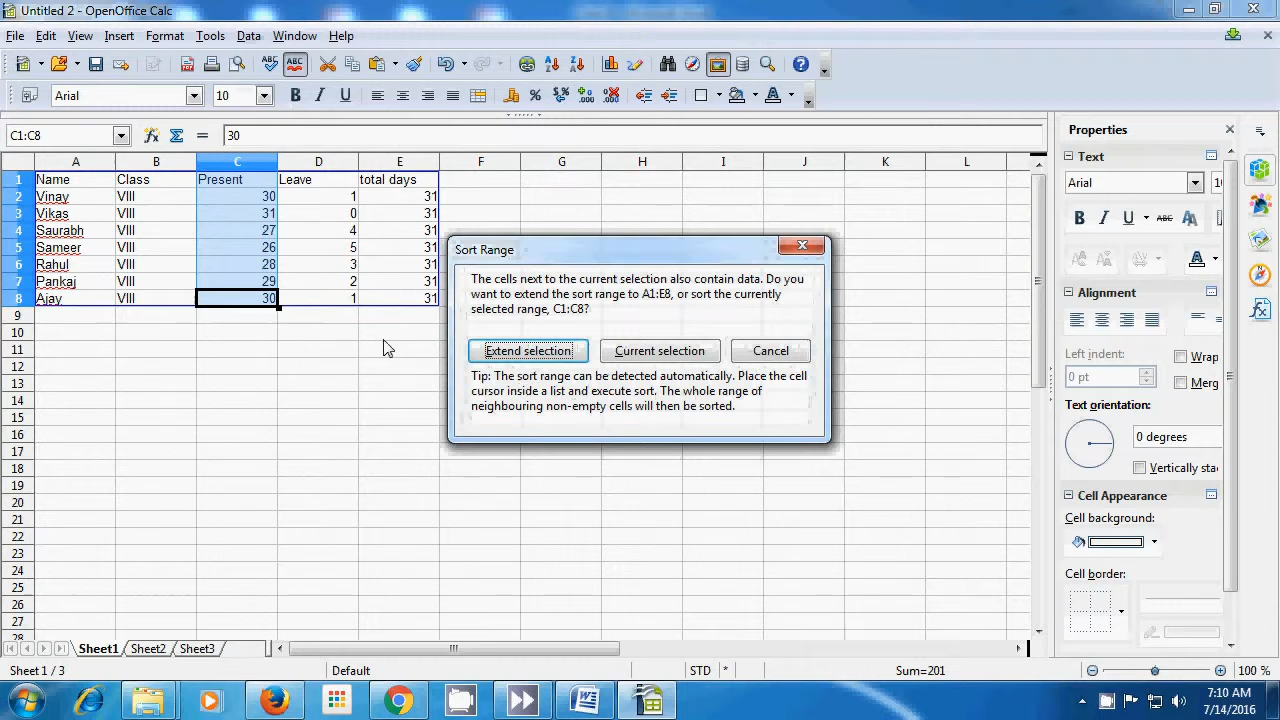 Untitled 2 - OpenOffice Calc
File Edit View Insert Format Tools Data Window Help
ABC ABC
Arial 10 B I U
C1:C8 = 30
A B C D E F G H I J K L
1 Name Class Present Leave total days
2 Vinay VIII 30 1 31
3 Vikas VIII 31 0 31
4 Saurabh VIII 27 4 31
5 Sameer VIII 26 5 31
6 Rahul VIII 28 3 31
7 Pankaj VIII 29 2 31
8 Ajay VIII 30 1 31
9
10
11
12
13
14
15
16
17
18
19
20
21
22
23
24
25
26
27
28
Sort Range
The cells next to the current selection also contain data. Do you
want to extend the sort range to A1:E8, or sort the currently
selected range, C1:C8?
Extend selection Current selection Cancel
Tip: The sort range can be detected automatically. Place the cell
cursor inside a list and execute sort. The whole range of
neighbouring non-empty cells will then be sorted.
Properties
Text
Arial
B I U ABC
Alignment
Left indent: Wrap
0 pt Merg
Text orientation:
0 degrees
Vertically sta
Cell Appearance
Cell background:
Cell border:
Sheet1 Sheet2 Sheet3
Sheet 1 / 3 Default STD * Sum=201 100 %
7:10 AM
7/14/2016